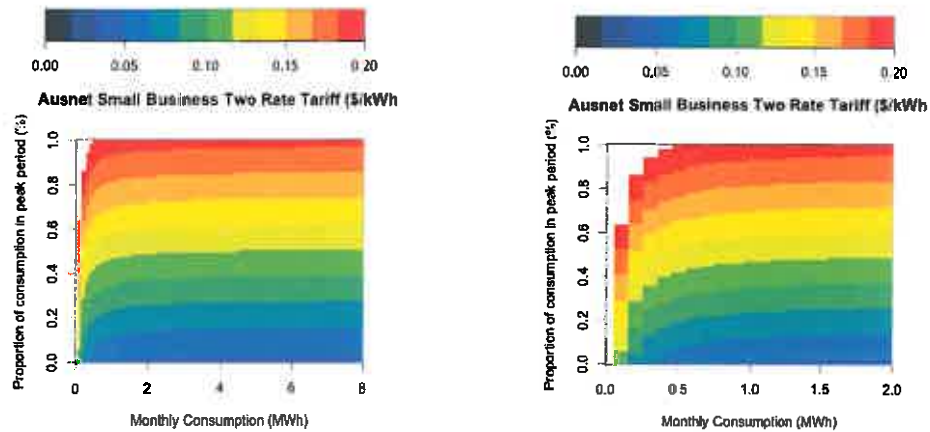 0.00 0.05 0.10 0.15 0.20
Ausnet Small Business Two Rate Tariff ($/kWh
Proportion of consumption in peak period (%)
1.0
0.8
0.6
0.4
0.2
0.0
0 2 4 6 8
Monthly Consumption (MWh)
0.00 0.05 0.10 0.15 0.20
Ausnet Small Business Two Rate Tariff ($/kWh
Proportion of consumption in peak period (%)
1.0
0.8
0.6
0.4
0.2
0.0
0.0 0.5 1.0 1.5 2.0
Monthly Consumption (MWh)